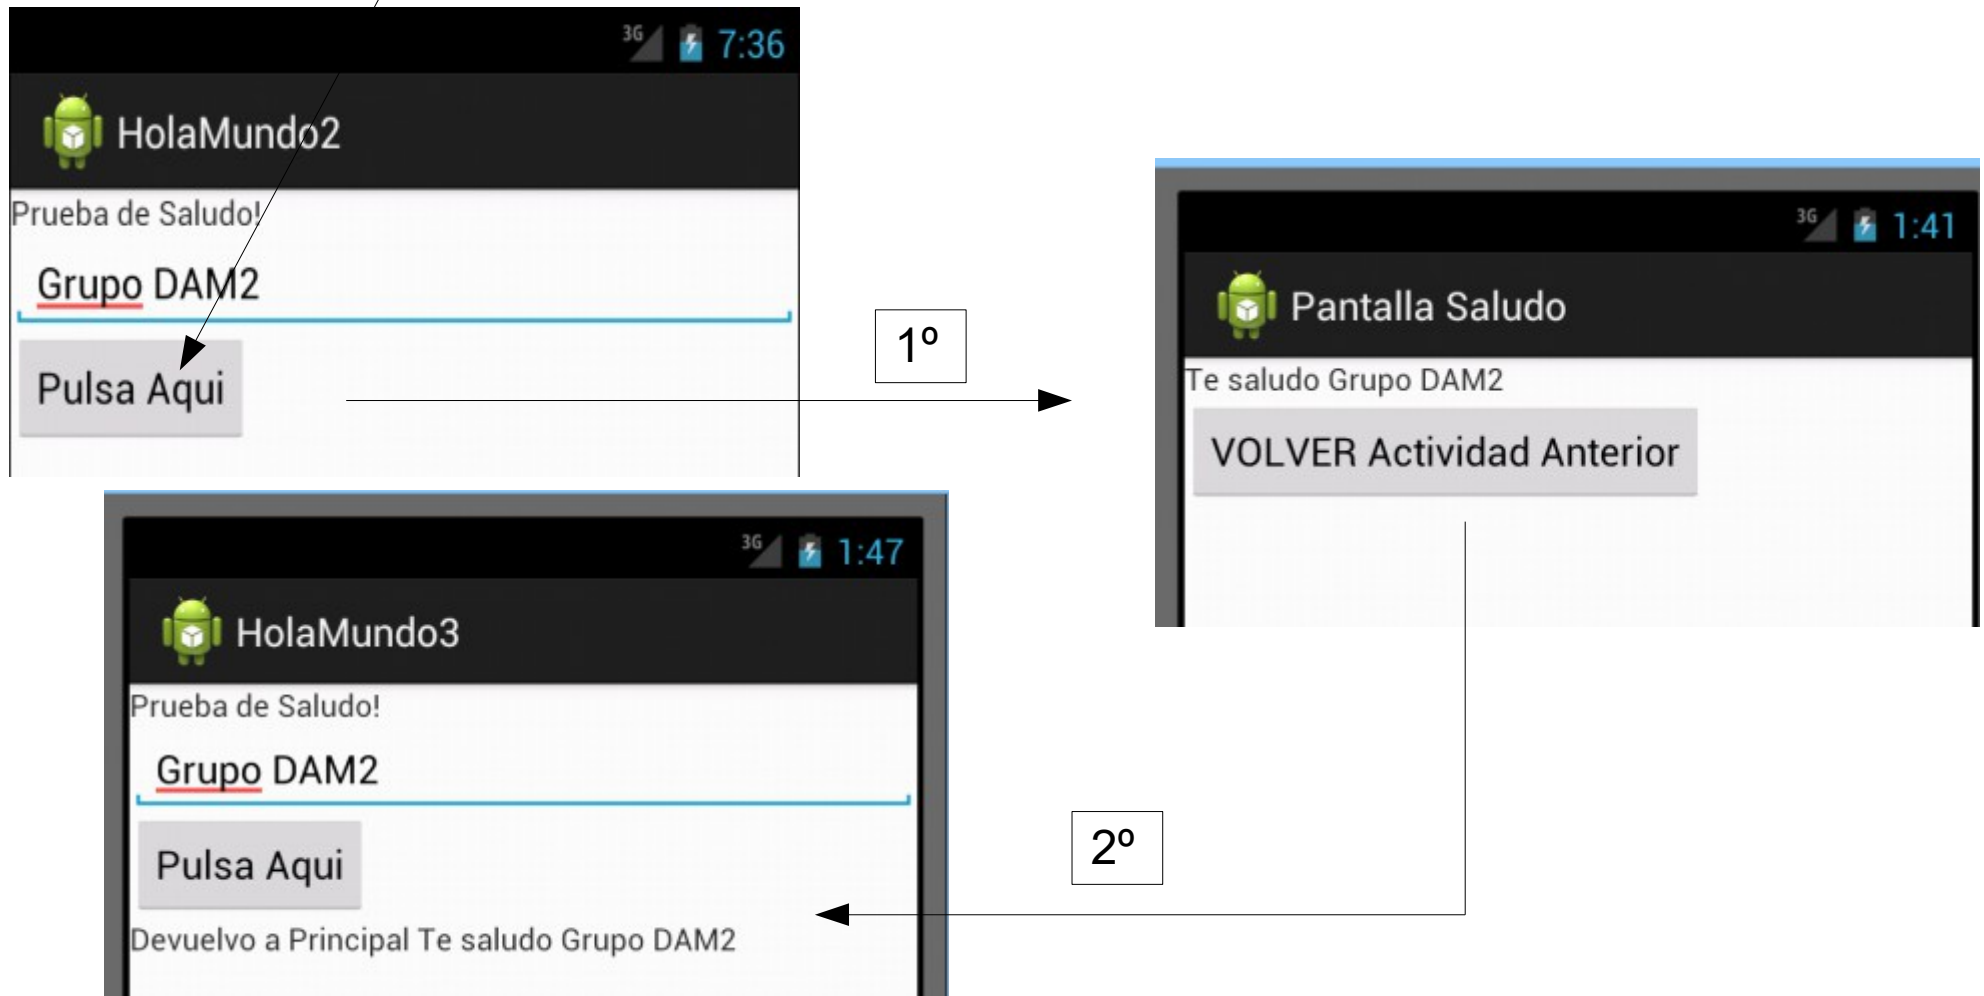 3G 7:36
HolaMundo2
Prueba de Saludo!
Grupo DAM2
Pulsa Aqui
1º
3G 1:41
Pantalla Saludo
Te saludo Grupo DAM2
VOLVER Actividad Anterior
2º
3G 1:47
HolaMundo3
Prueba de Saludo!
Grupo DAM2
Pulsa Aqui
Devuelvo a Principal Te saludo Grupo DAM2